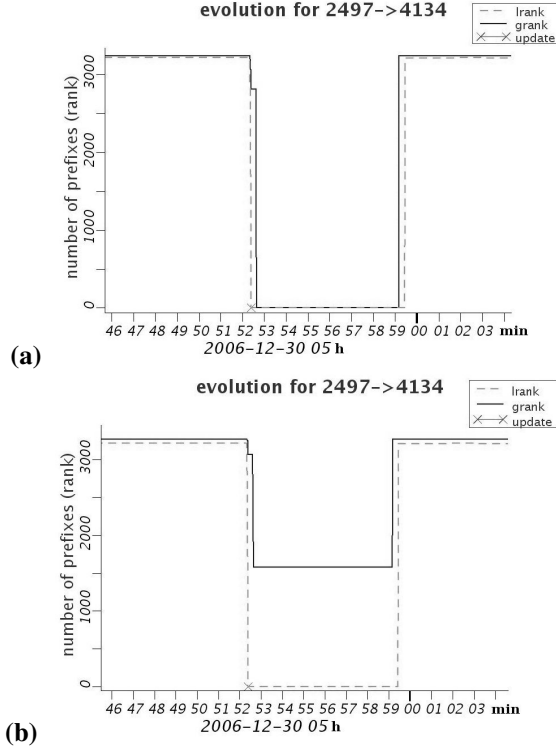 evolution for 2497->4134
lrank
grank
update
number of prefixes (rank)
3000
2000
1000
0
46 47 48 49 50 51 52 53 54 55 56 57 58 59 00 01 02 03 min
2006-12-30 05 h
(a)
evolution for 2497->4134
lrank
grank
update
number of prefixes (rank)
3000
2000
1000
0
46 47 48 49 50 51 52 53 54 55 56 57 58 59 00 01 02 03 min
2006-12-30 05 h
(b)